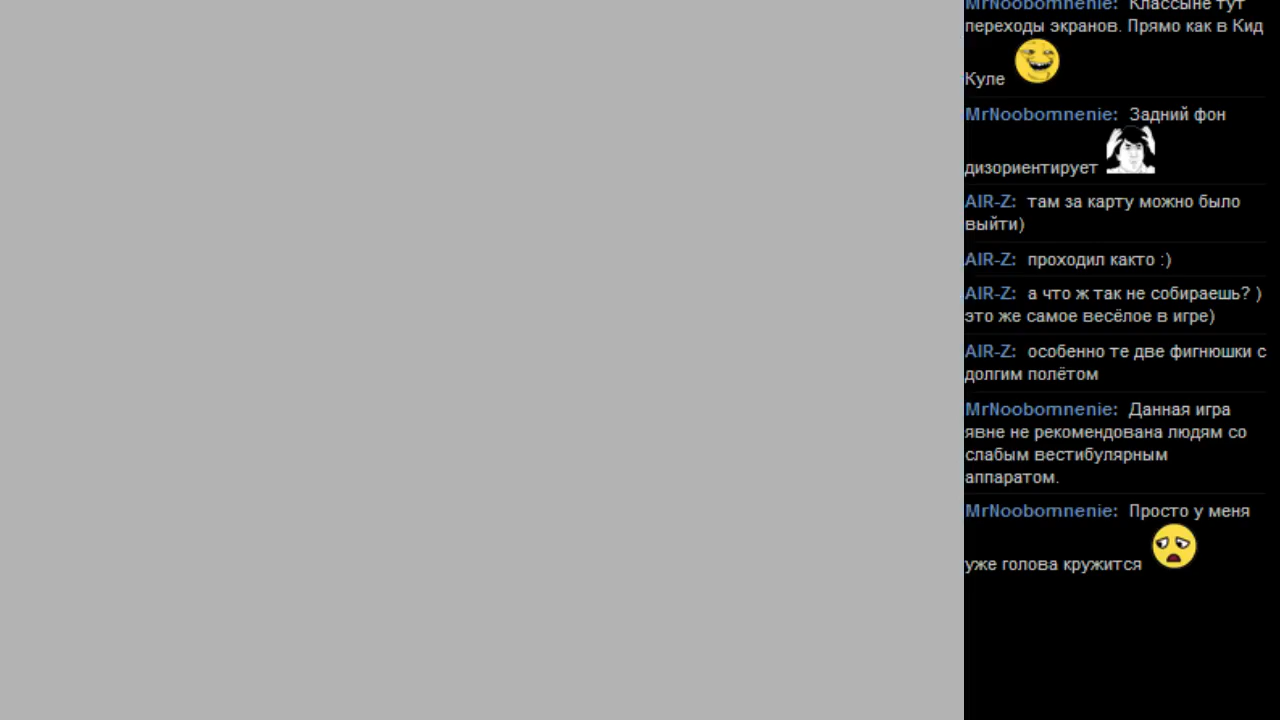 MrNoobomnenie: Классыне тут
переходы экранов. Прямо как в Кид
Куле
MrNoobomnenie: Задний фон
дизориентирует
AIR-Z: там за карту можно было
выйти)
AIR-Z: проходил както :)
AIR-Z: а что ж так не собираешь? )
это же самое весёлое в игре)
AIR-Z: особенно те две фигнюшки с
долгим полётом
MrNoobomnenie: Данная игра
явне не рекомендована людям со
слабым вестибулярным
аппаратом.
MrNoobomnenie: Просто у меня
уже голова кружится